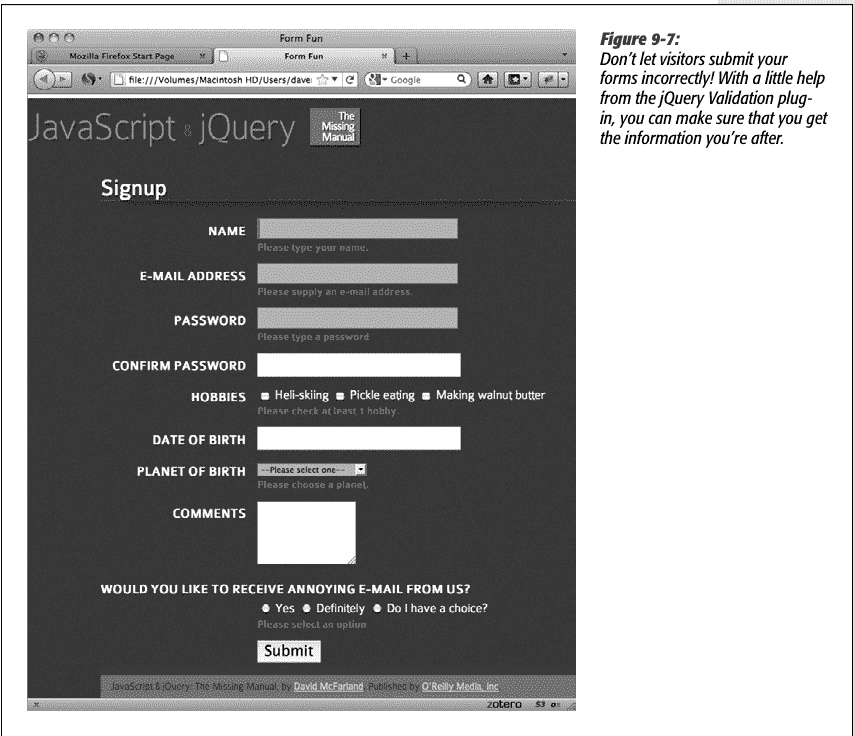 Form Fun
Mozilla Firefox Start Page
Form Fun
file:///Volumes/Macintosh HD/Users/dave
Google
JavaScript & jQuery
The
Missing
Manual
Signup
NAME
Please type your name.
E-MAIL ADDRESS
Please supply an e-mail address.
PASSWORD
Please type a password
CONFIRM PASSWORD
HOBBIES Heli-skiing Pickle eating Making walnut butter
Please check at least 1 hobby.
DATE OF BIRTH
PLANET OF BIRTH --Please select one--
Please choose a planet.
COMMENTS
WOULD YOU LIKE TO RECEIVE ANNOYING E-MAIL FROM US?
Yes Definitely Do I have a choice?
Please select an option
Submit
JavaScript & jQuery: The Missing Manual, by David McFarland. Published by O'Reilly Media, Inc
zotero
Figure 9-7:
Don't let visitors submit your
forms incorrectly! With a little help
from the jQuery Validation plug-
in, you can make sure that you get
the information you're after.